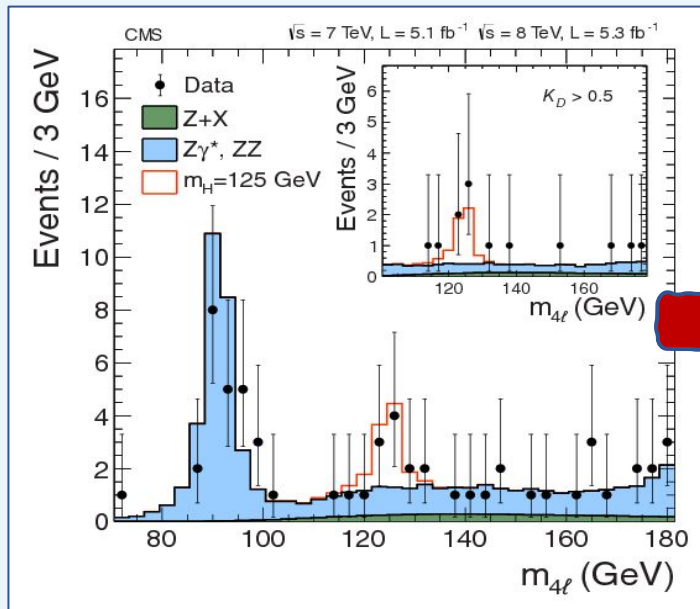 CMS
√s = 7 TeV, L = 5.1 fb⁻¹ √s = 8 TeV, L = 5.3 fb⁻¹
Events / 3 GeV
16
14
12
10
8
6
4
2
0
Data
Z+X
Zγ*, ZZ
m_H=125 GeV
Events / 3 GeV
6
5
4
3
2
1
0
K_D > 0.5
120 140 160
m_4ℓ (GeV)
80 100 120 140 160 180
m_4ℓ (GeV)